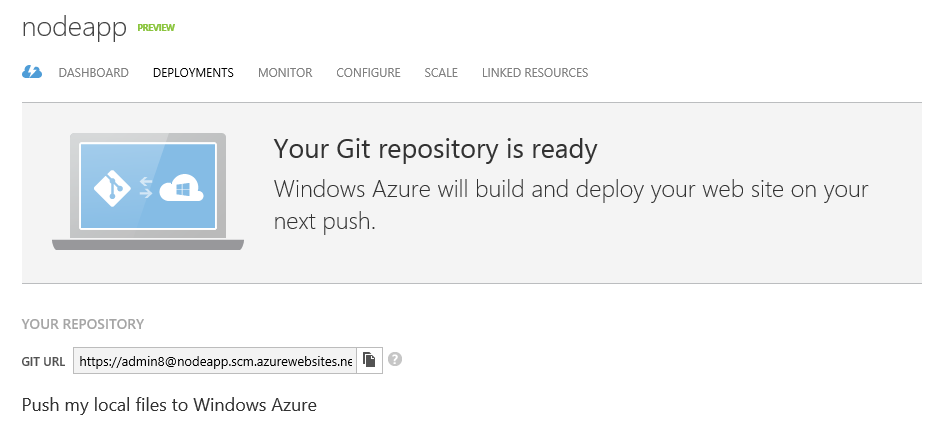 nodeapp PREVIEW
DASHBOARD DEPLOYMENTS MONITOR CONFIGURE SCALE LINKED RESOURCES
Your Git repository is ready
Windows Azure will build and deploy your web site on your
next push.
YOUR REPOSITORY
GIT URL https://admin8@nodeapp.scm.azurewebsites.ne ?
Push my local files to Windows Azure